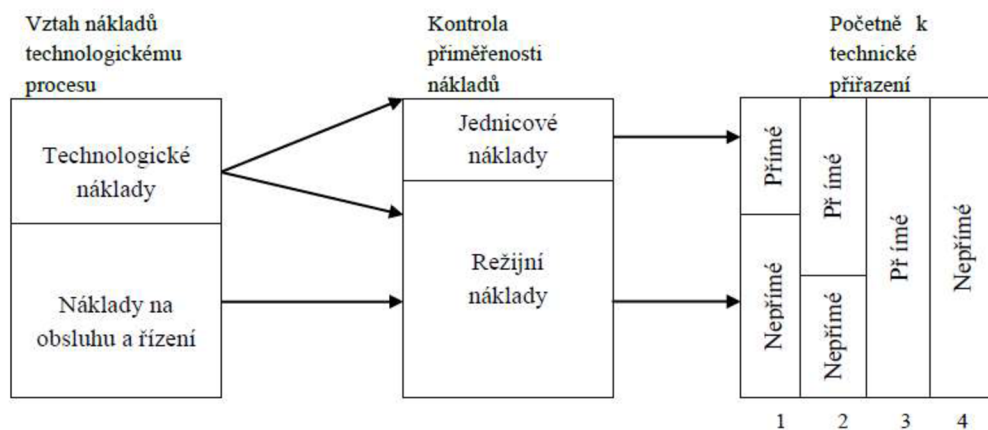 Vztah nákladů
technologickému
procesu
Kontrola
přiměřenosti
nákladů
Početně k
technické
přiřazení
Technologické
náklady
Náklady na
obsluhu a řízení
Jednicové
náklady
Režijní
náklady
Přímé
Nepřímé
Př ímé
Nepřímé
Př ímé
Nepřímé
1 2 3 4